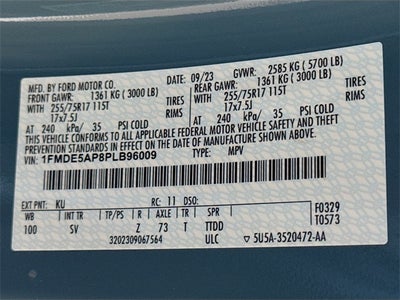 MFD. BY FORD MOTOR CO.
DATE: 09/23 GVWR: 2585 KG ( 5700 LB)
FRONT GAWR: 1361 KG ( 3000 LB) REAR GAWR: 1361 KG ( 3000 LB)
255/75R17 115T TIRES 255/75R17 115T TIRES
17x7.5J RIMS 17x7.5J RIMS
AT 240 kPa/ 35 PSI COLD AT 240 kPa/ 35 PSI COLD
THIS VEHICLE CONFORMS TO ALL APPLICABLE FEDERAL
MOTOR VEHICLE SAFETY, BUMPER, AND THEFT
PREVENTION STANDARDS IN EFFECT ON THE DATE OF
MANUFACTURE SHOWN ABOVE.
VIN: 1FMDE5AP8PLB96009 TYPE: MPV
EXT PNT: KU RC: 11 DSO: F0329
WB INT TR TP/PS R AXLE TR SPR T0573
100 SV Z 73 T TTDD
3202309067564 ULC 5U5A-3520472-AA